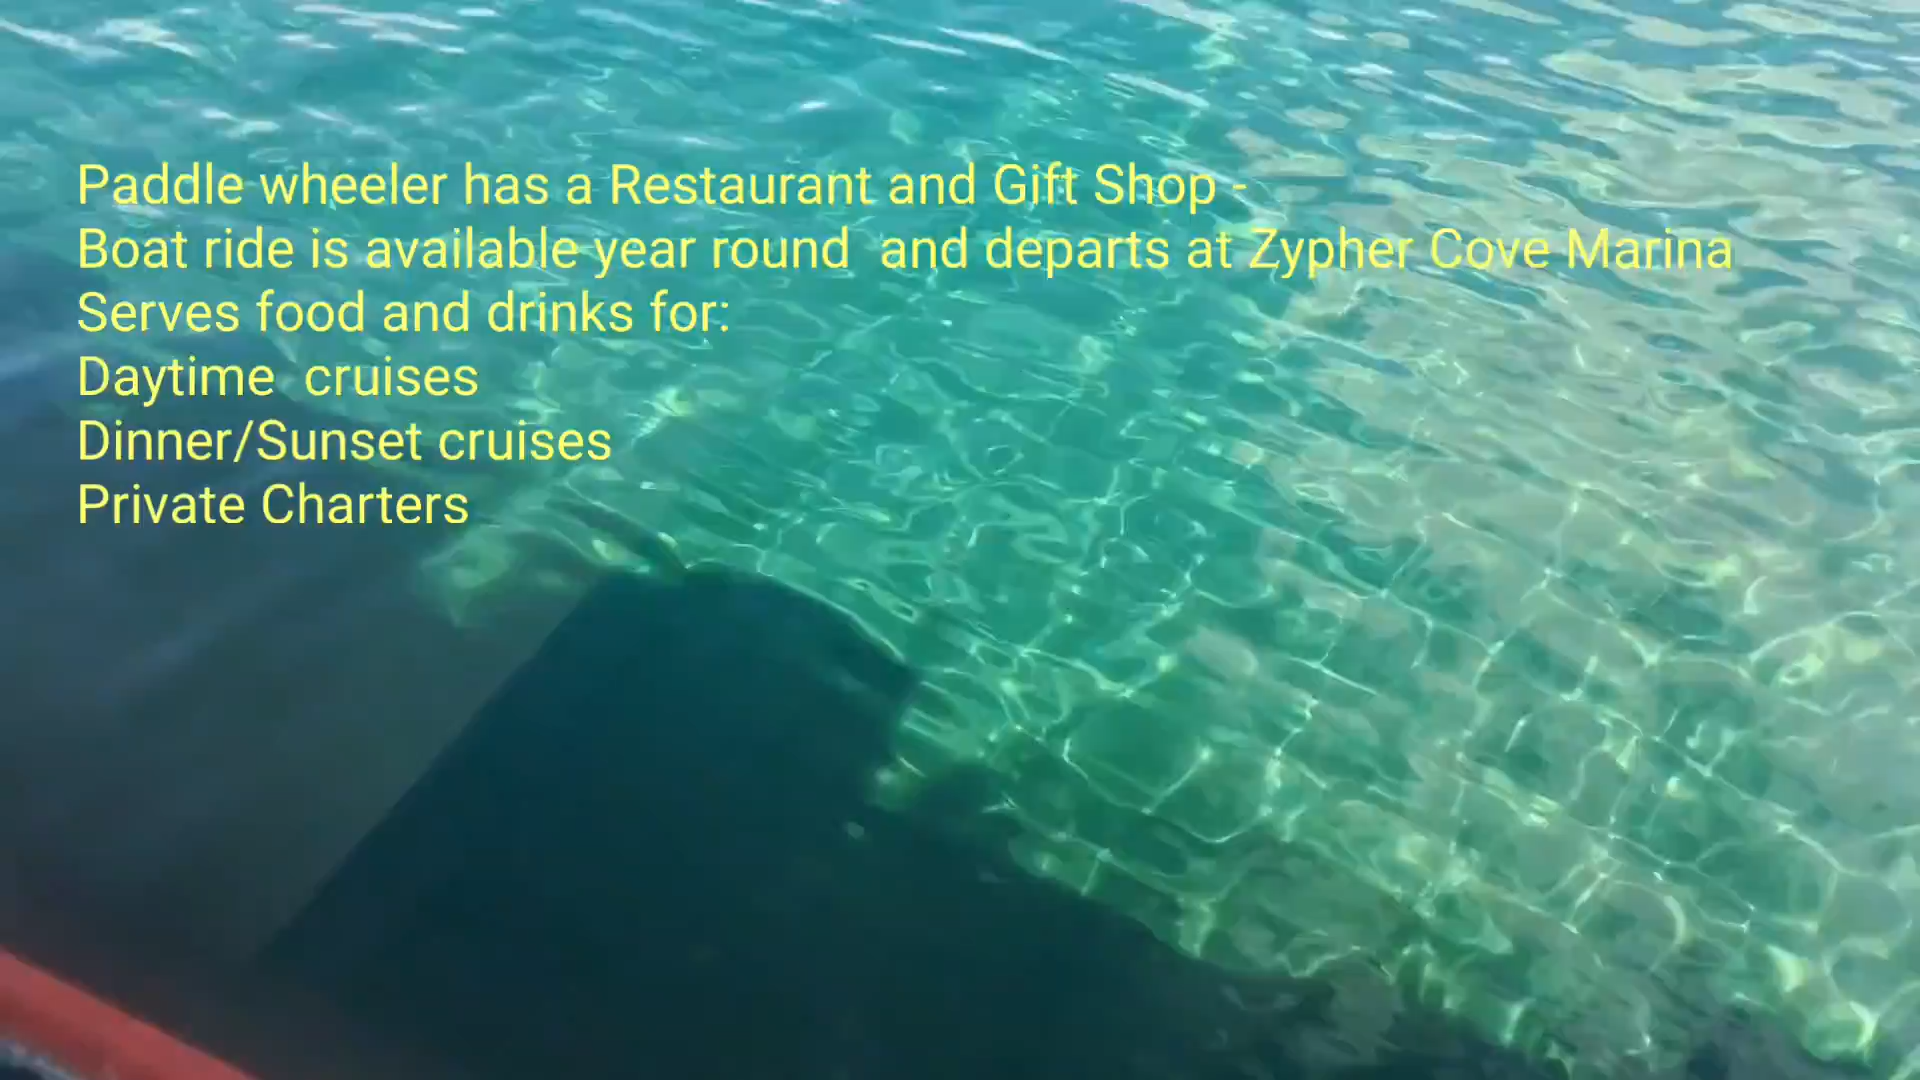 Paddle wheeler has a Restaurant and Gift Shop -
Boat ride is available year round  and departs at Zypher Cove Marina
Serves food and drinks for:
Daytime  cruises
Dinner/Sunset cruises
Private Charters